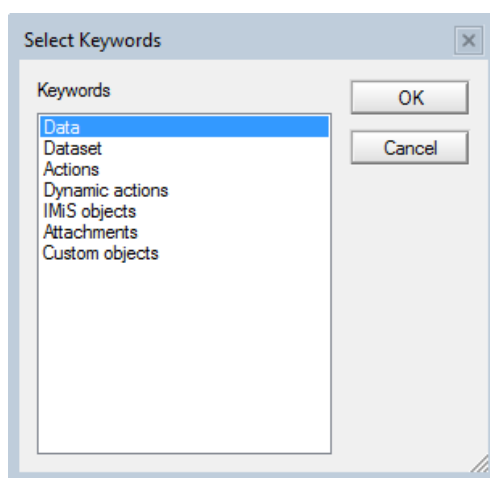 Select Keywords
Keywords
OK
Data
Dataset
Cancel
Actions
Dynamic actions
IMiS objects
Attachments
Custom objects